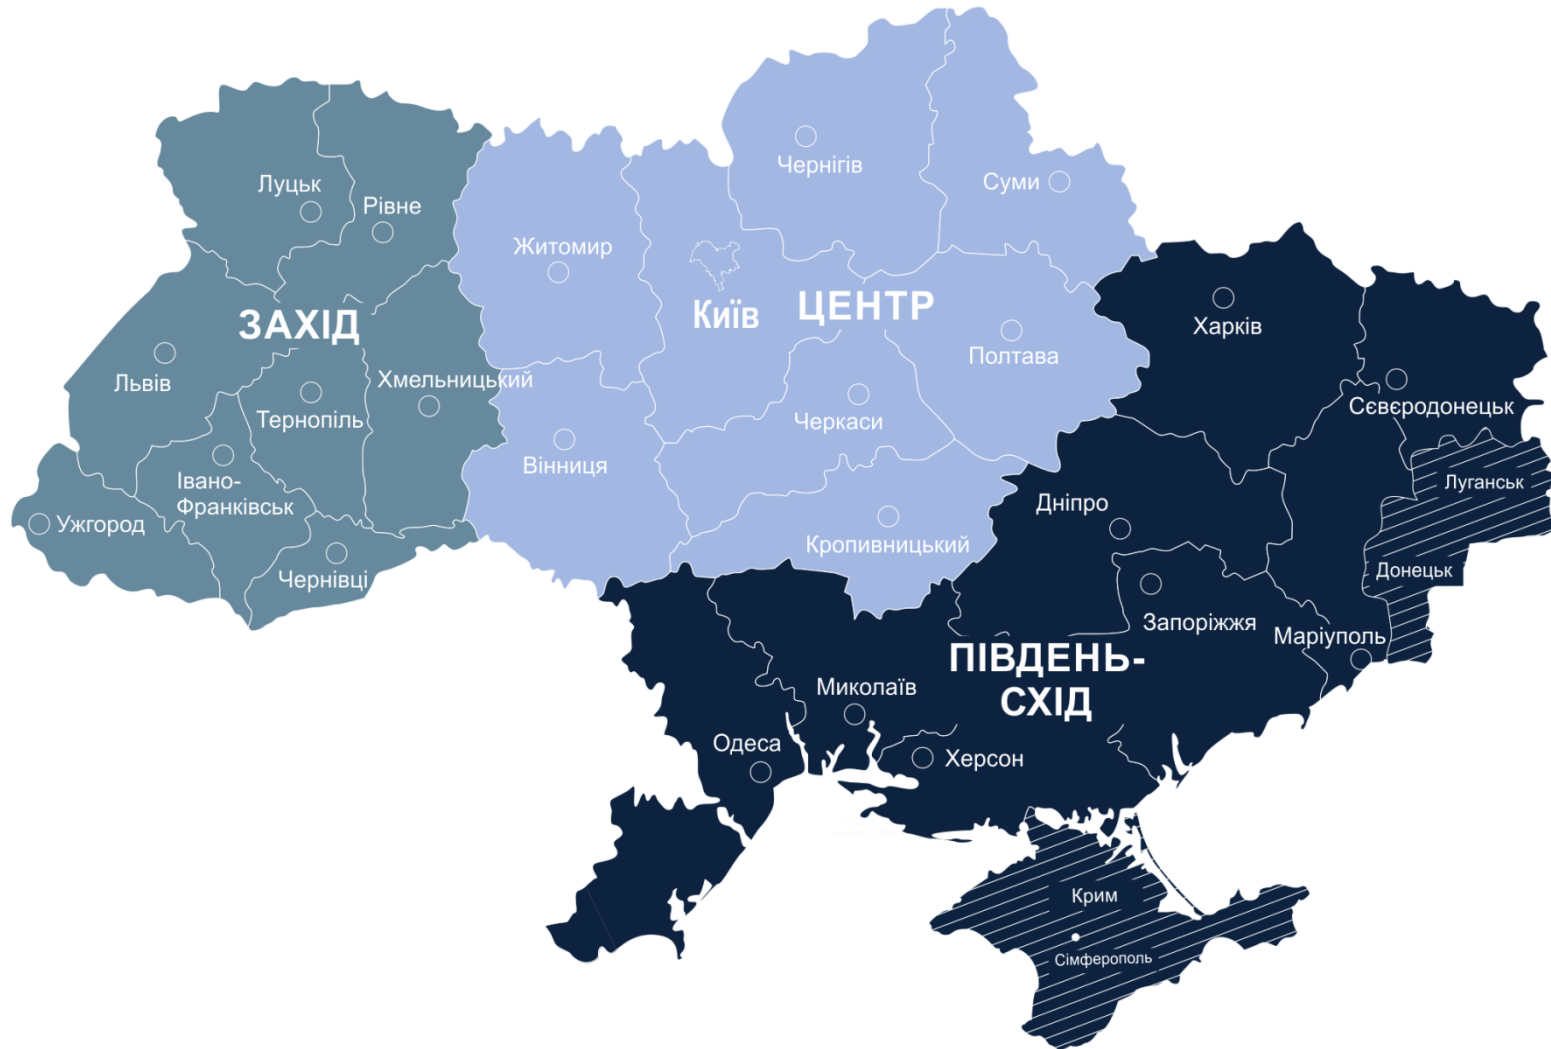 Чернігів
Суми
Луцьк
Рівне
Житомир
ЗАХІД
Київ
ЦЕНТР
Харків
Полтава
Львів
Хмельницький
Тернопіль
Черкаси
Сєвєродонецьк
Вінниця
Івано-
Франківськ
Луганськ
Ужгород
Дніпро
Кропивницький
Чернівці
Донецьк
Запоріжжя
Маріуполь
ПІВДЕНЬ-
СХІД
Миколаїв
Одеса
Херсон
Крим
Сімферополь